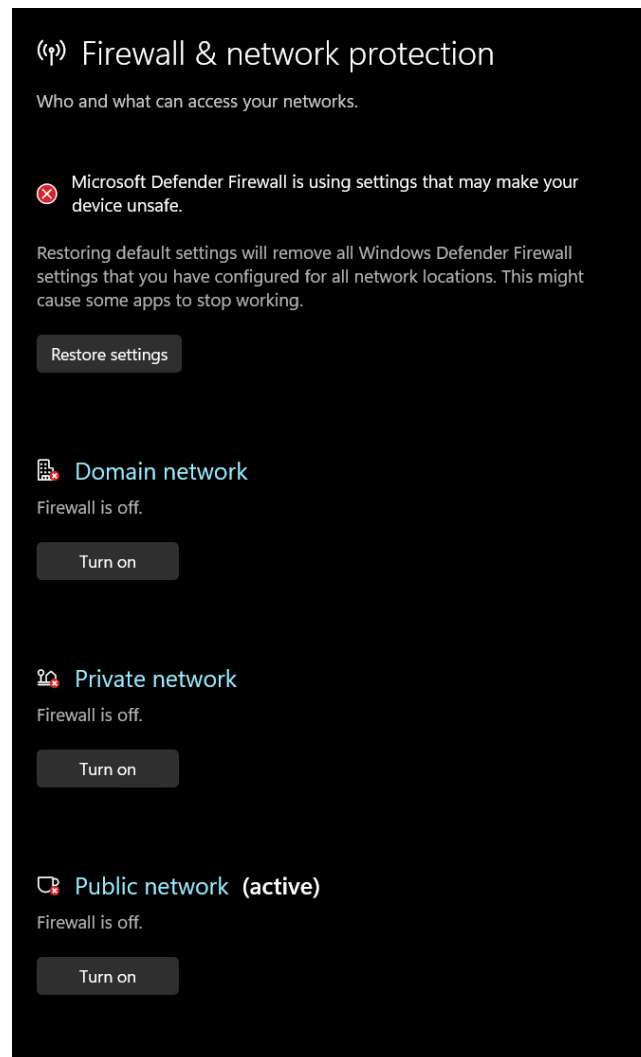 Firewall & network protection
Who and what can access your networks.
Microsoft Defender Firewall is using settings that may make your
device unsafe.
Restoring default settings will remove all Windows Defender Firewall
settings that you have configured for all network locations. This might
cause some apps to stop working.
Restore settings
Domain network
Firewall is off.
Turn on
Private network
Firewall is off.
Turn on
Public network (active)
Firewall is off.
Turn on